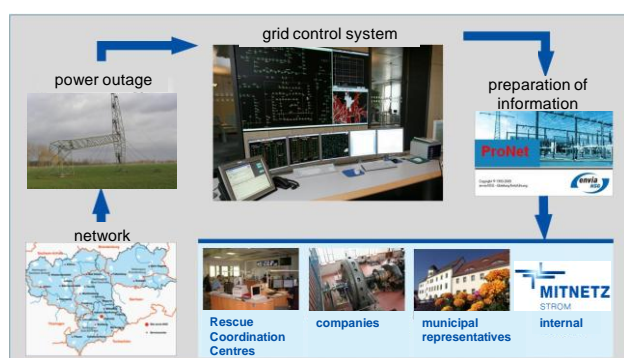 grid control system
power outage
preparation of
information
ProNet
envia
network
MITNETZ
STROM
Rescue
Coordination
Centres
companies
municipal
representatives
internal